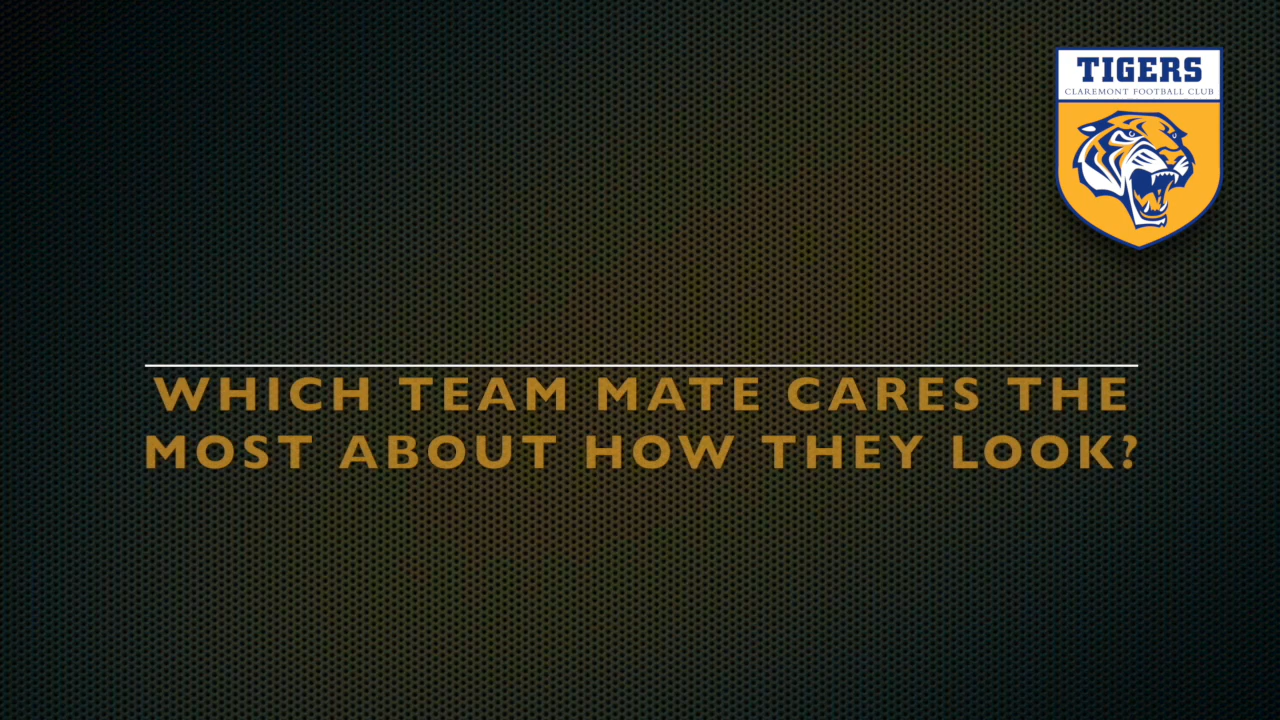 TIGERS
CLAREMONT FOOTBALL CLUB
WHICH TEAM MATE CARES THE
MOST ABOUT HOW THEY LOOK?